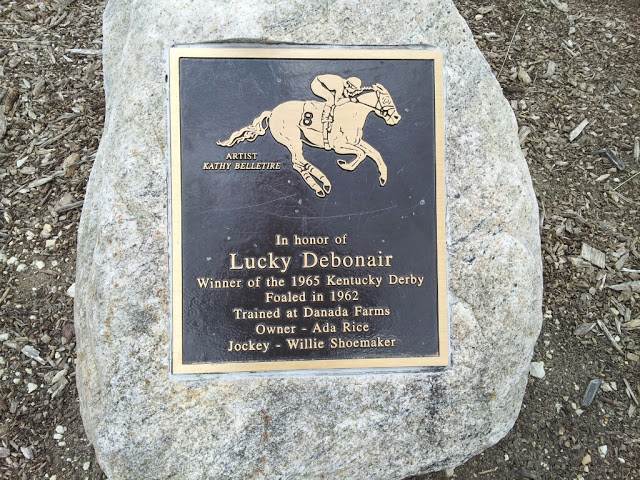 8
ARTIST
KATHY BELLETIRE
In honor of
Lucky Debonair
Winner of the 1965 Kentucky Derby
Foaled in 1962
Trained at Danada Farms
Owner - Ada Rice
Jockey - Willie Shoemaker